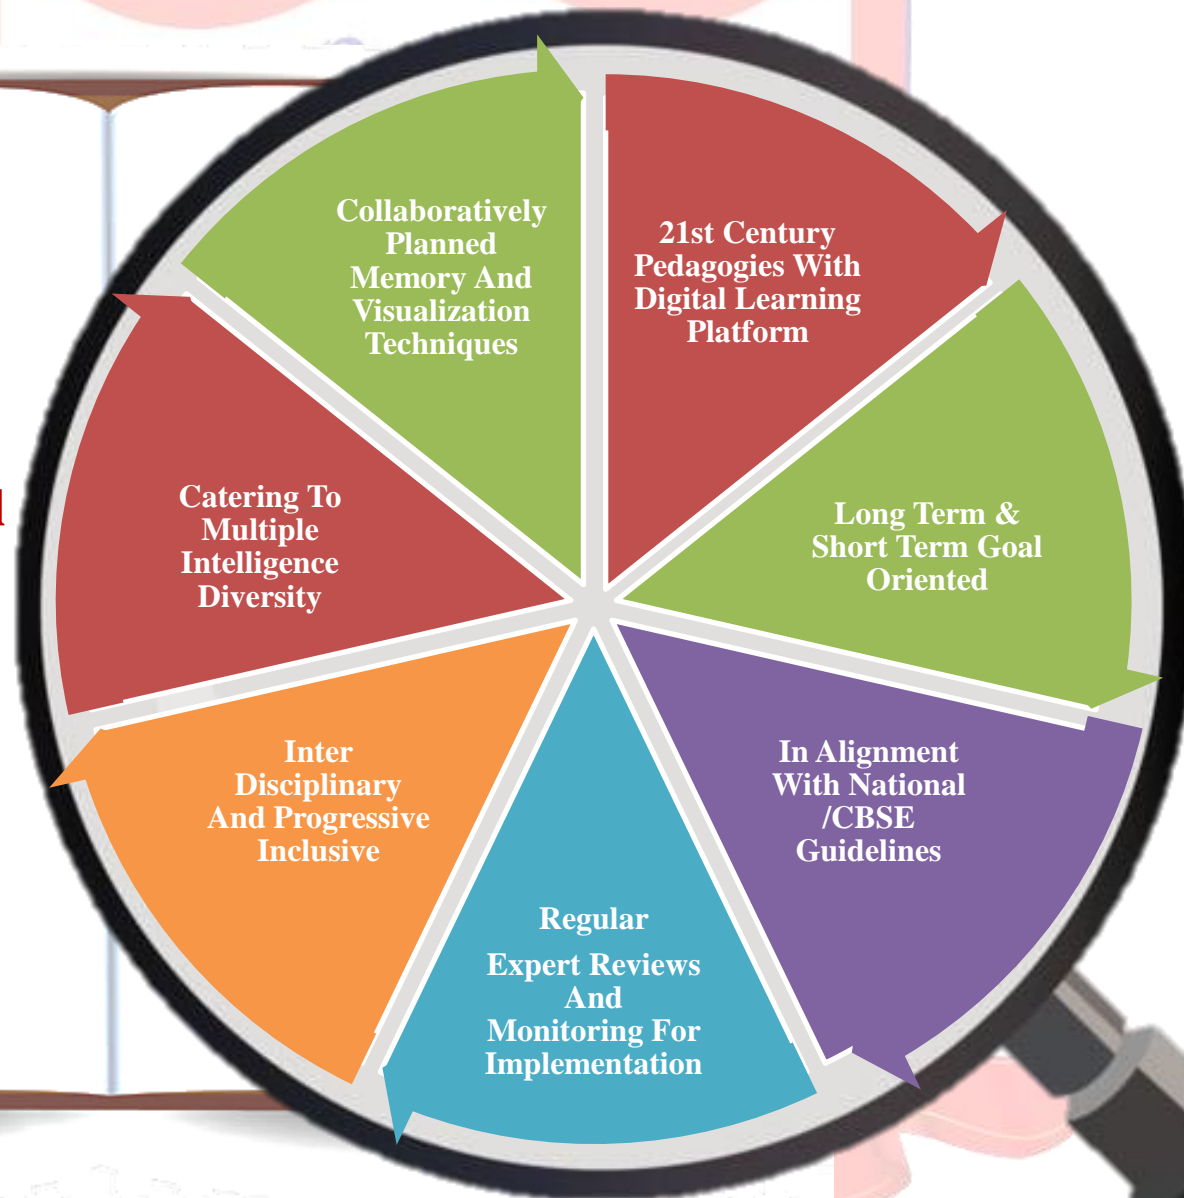 Collaboratively
Planned
Memory And
Visualization
Techniques
21st Century
Pedagogies With
Digital Learning
Platform
Long Term &
Short Term Goal
Oriented
In Alignment
With National
/CBSE
Guidelines
Regular
Expert Reviews
And
Monitoring For
Implementation
Inter
Disciplinary
And Progressive
Inclusive
Catering To
Multiple
Intelligence
Diversity